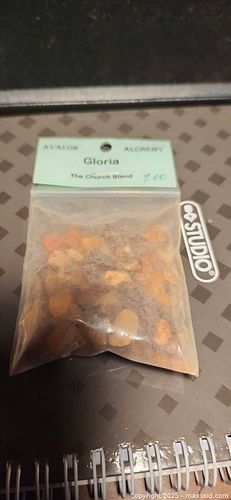 AVALON ALCHEMY
Gloria
The Church Blend 7.00
STUDIO
Copyright 2025 - maxsold.com